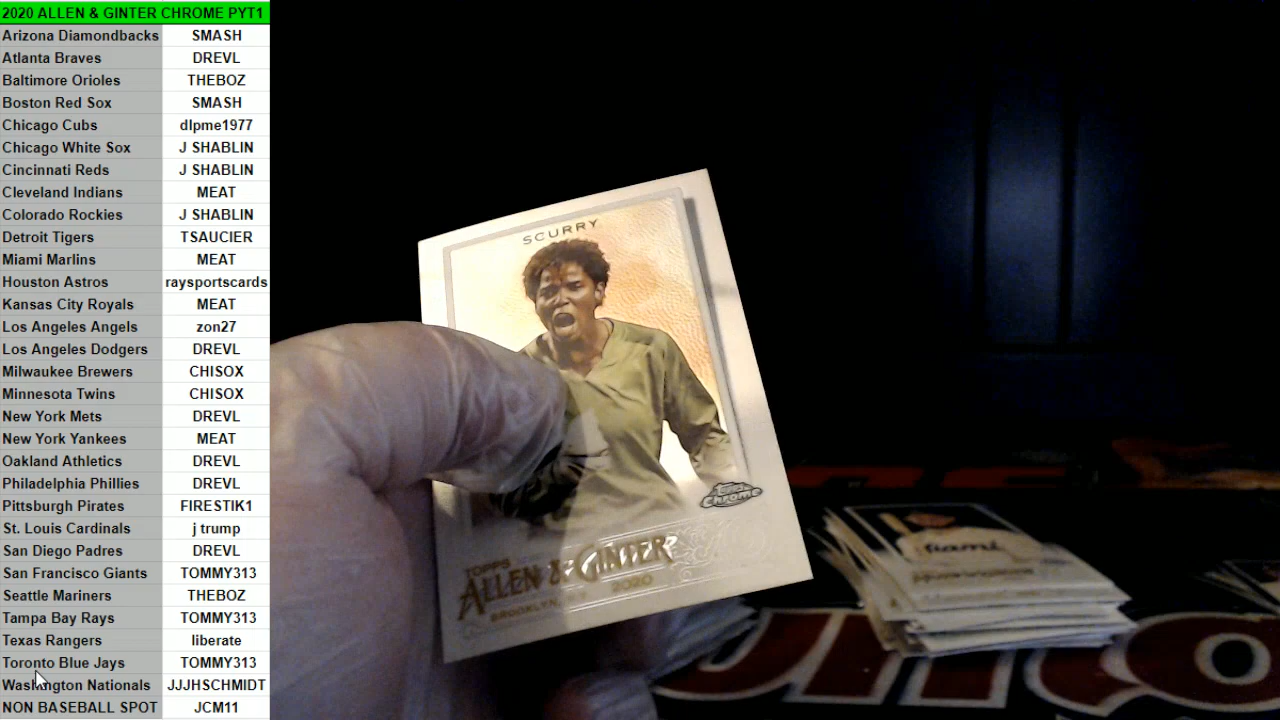 2020 ALLEN & GINTER CHROME PYT1
Arizona Diamondbacks SMASH
Atlanta Braves DREVL
Baltimore Orioles THEBOZ
Boston Red Sox SMASH
Chicago Cubs dlpme1977
Chicago White Sox J SHABLIN
Cincinnati Reds J SHABLIN
Cleveland Indians MEAT
Colorado Rockies J SHABLIN
Detroit Tigers TSAUCIER
Miami Marlins MEAT
Houston Astros raysportscards
Kansas City Royals MEAT
Los Angeles Angels zon27
Los Angeles Dodgers DREVL
Milwaukee Brewers CHISOX
Minnesota Twins CHISOX
New York Mets DREVL
New York Yankees MEAT
Oakland Athletics DREVL
Philadelphia Phillies DREVL
Pittsburgh Pirates FIRESTIK1
St. Louis Cardinals j trump
San Diego Padres DREVL
San Francisco Giants TOMMY313
Seattle Mariners THEBOZ
Tampa Bay Rays TOMMY313
Texas Rangers liberate
Toronto Blue Jays TOMMY313
Washington Nationals JJJHSCHMIDT
NON BASEBALL SPOT JCM11
SCURRY
Topps Chrome
TOPPS
ALLEN & GINTER
BROOKLYN, 2020
Miami